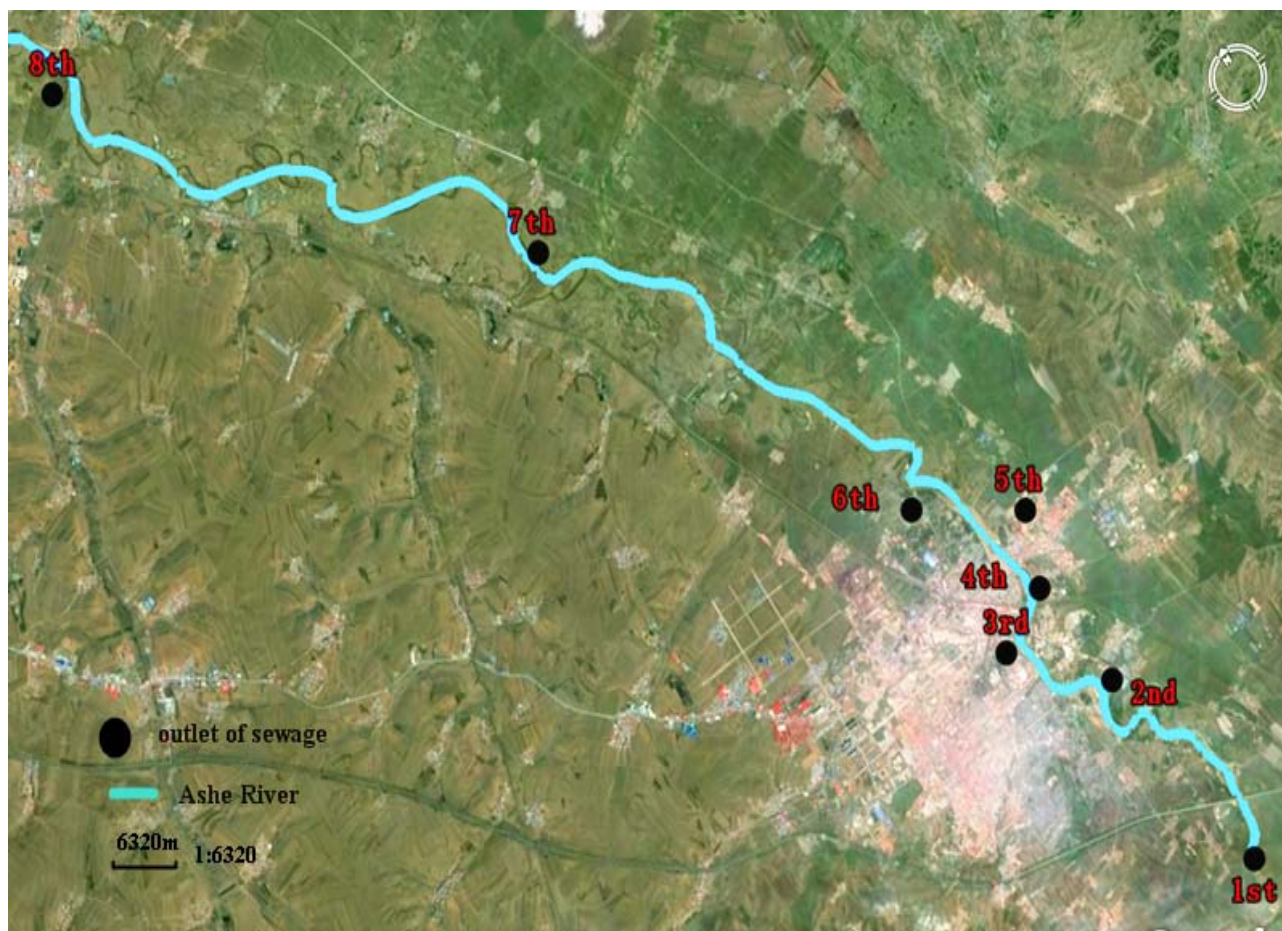 8th
7th
5th
6th
4th
3rd
2nd
outlet of sewage
Ashe River
6320m
1:6320
1st